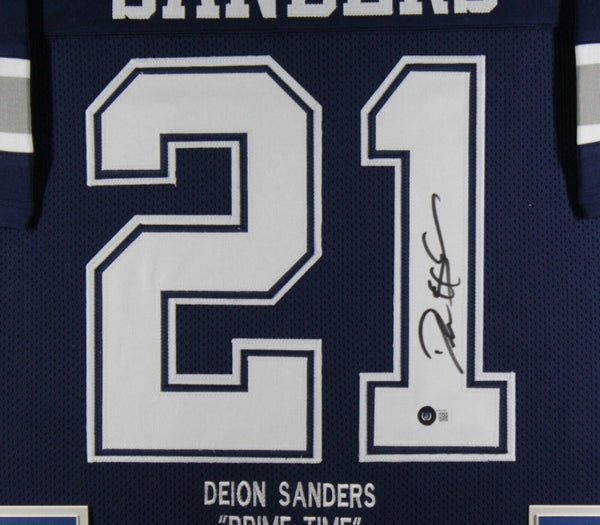 SANDERS
21
DEION SANDERS
"PRIME TIME"